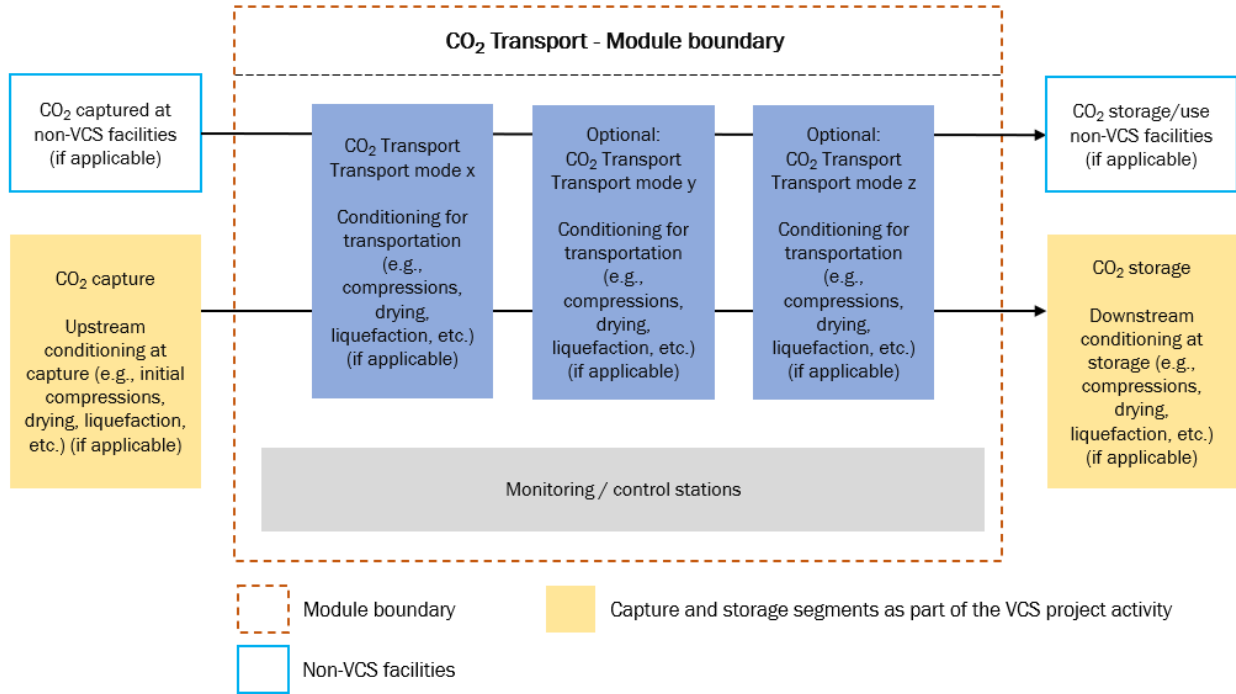 CO₂ Transport - Module boundary
CO₂ captured at
non-VCS facilities
(if applicable)
CO₂ capture
Upstream
conditioning at
capture (e.g., initial
compressions,
drying, liquefaction,
etc.) (if applicable)
CO₂ Transport
Transport mode x
Conditioning for
transportation
(e.g.,
compressions,
drying,
liquefaction, etc.)
(if applicable)
Optional:
CO₂ Transport
Transport mode y
Conditioning for
transportation
(e.g.,
compressions,
drying,
liquefaction, etc.)
(if applicable)
Optional:
CO₂ Transport
Transport mode z
Conditioning for
transportation
(e.g.,
compressions,
drying,
liquefaction, etc.)
(if applicable)
CO₂ storage/use
non-VCS facilities
(if applicable)
CO₂ storage
Downstream
conditioning at
storage (e.g.,
compressions,
drying,
liquefaction, etc.)
(if applicable)
Monitoring / control stations
Module boundary
Capture and storage segments as part of the VCS project activity
Non-VCS facilities